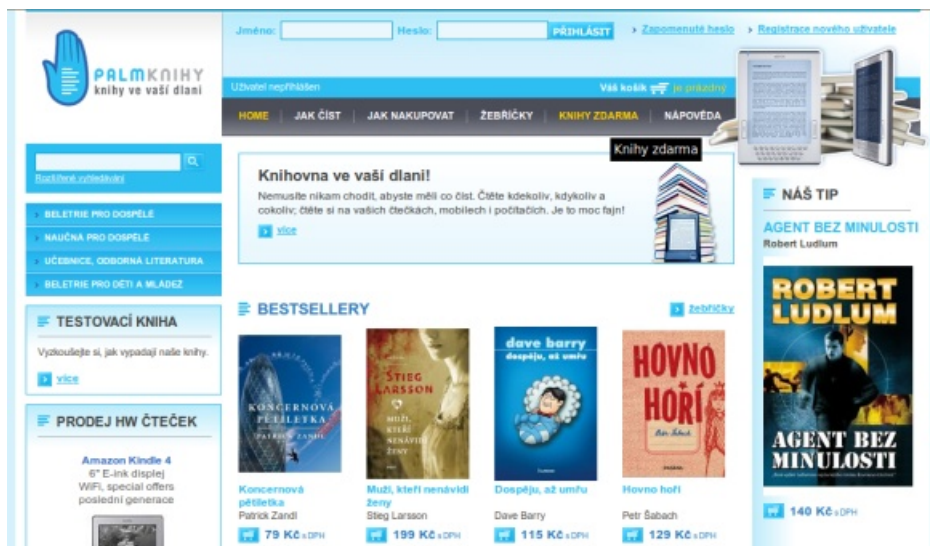 Jméno:
Heslo:
PŘIHLÁSIT
Zapomenuté heslo
Registrace nového uživatele
PALMKNIHY
knihy ve vaší dlani
Uživatel nepřihlášen
Váš košík je prázdný
HOME
JAK ČÍST
JAK NAKUPOVAT
ŽEBŘÍČKY
KNIHY ZDARMA
NÁPOVĚDA
Knihy zdarma
Rozšířené vyhledávání
BELETRIE PRO DOSPĚLÉ
NAUČNÁ PRO DOSPĚLÉ
UČEBNICE, ODBORNÁ LITERATURA
BELETRIE PRO DĚTI A MLÁDEŽ
TESTOVACÍ KNIHA
Vyzkoušejte si, jak vypadají naše knihy.
více
PRODEJ HW ČTEČEK
Amazon Kindle 4
6" E-ink displej
WiFi, special offers
poslední generace
Knihovna ve vaší dlani!
Nemusíte nikam chodit, abyste měli co číst. Čtěte kdekoliv, kdykoliv a
cokoliv; čtěte si na vašich čtečkách, mobilech i počítačích. Je to moc fajn!
více
BESTSELLERY
žebříčky
KONCERNOVÁ
PĚTILETKA
PATRICK ZANDL
Koncernová
pětiletka
Patrick Zandl
79 Kč s DPH
STIEG
LARSSON
MUŽI,
KTEŘÍ
NENÁVIDÍ
ŽENY
Muži, kteří nenávidí
ženy
Stieg Larsson
199 Kč s DPH
dave barry
dospěju, až umřu
Dospěju, až umřu
Dave Barry
115 Kč s DPH
HOVNO
HOŘÍ
Petr Šabach
Hovno hoří
Petr Šabach
129 Kč s DPH
NÁŠ TIP
AGENT BEZ MINULOSTI
Robert Ludlum
ROBERT
LUDLUM
AGENT BEZ
MINULOSTI
140 Kč s DPH